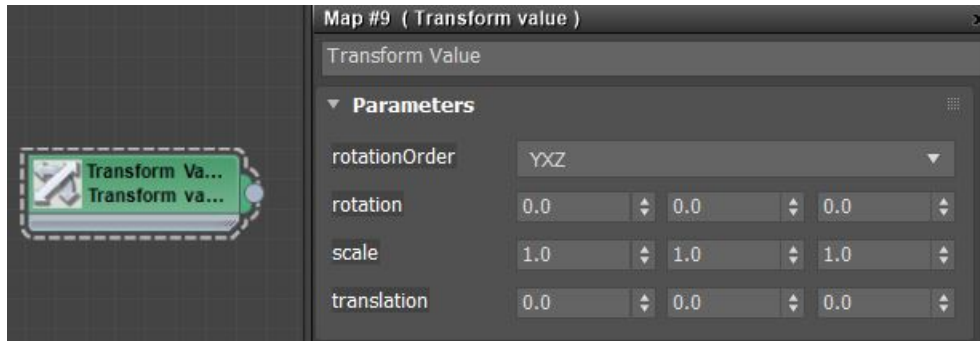 Map #9 ( Transform value )
Transform Value
Parameters
Transform Va...
Transform va...
rotationOrder YXZ
rotation 0.0 0.0 0.0
scale 1.0 1.0 1.0
translation 0.0 0.0 0.0